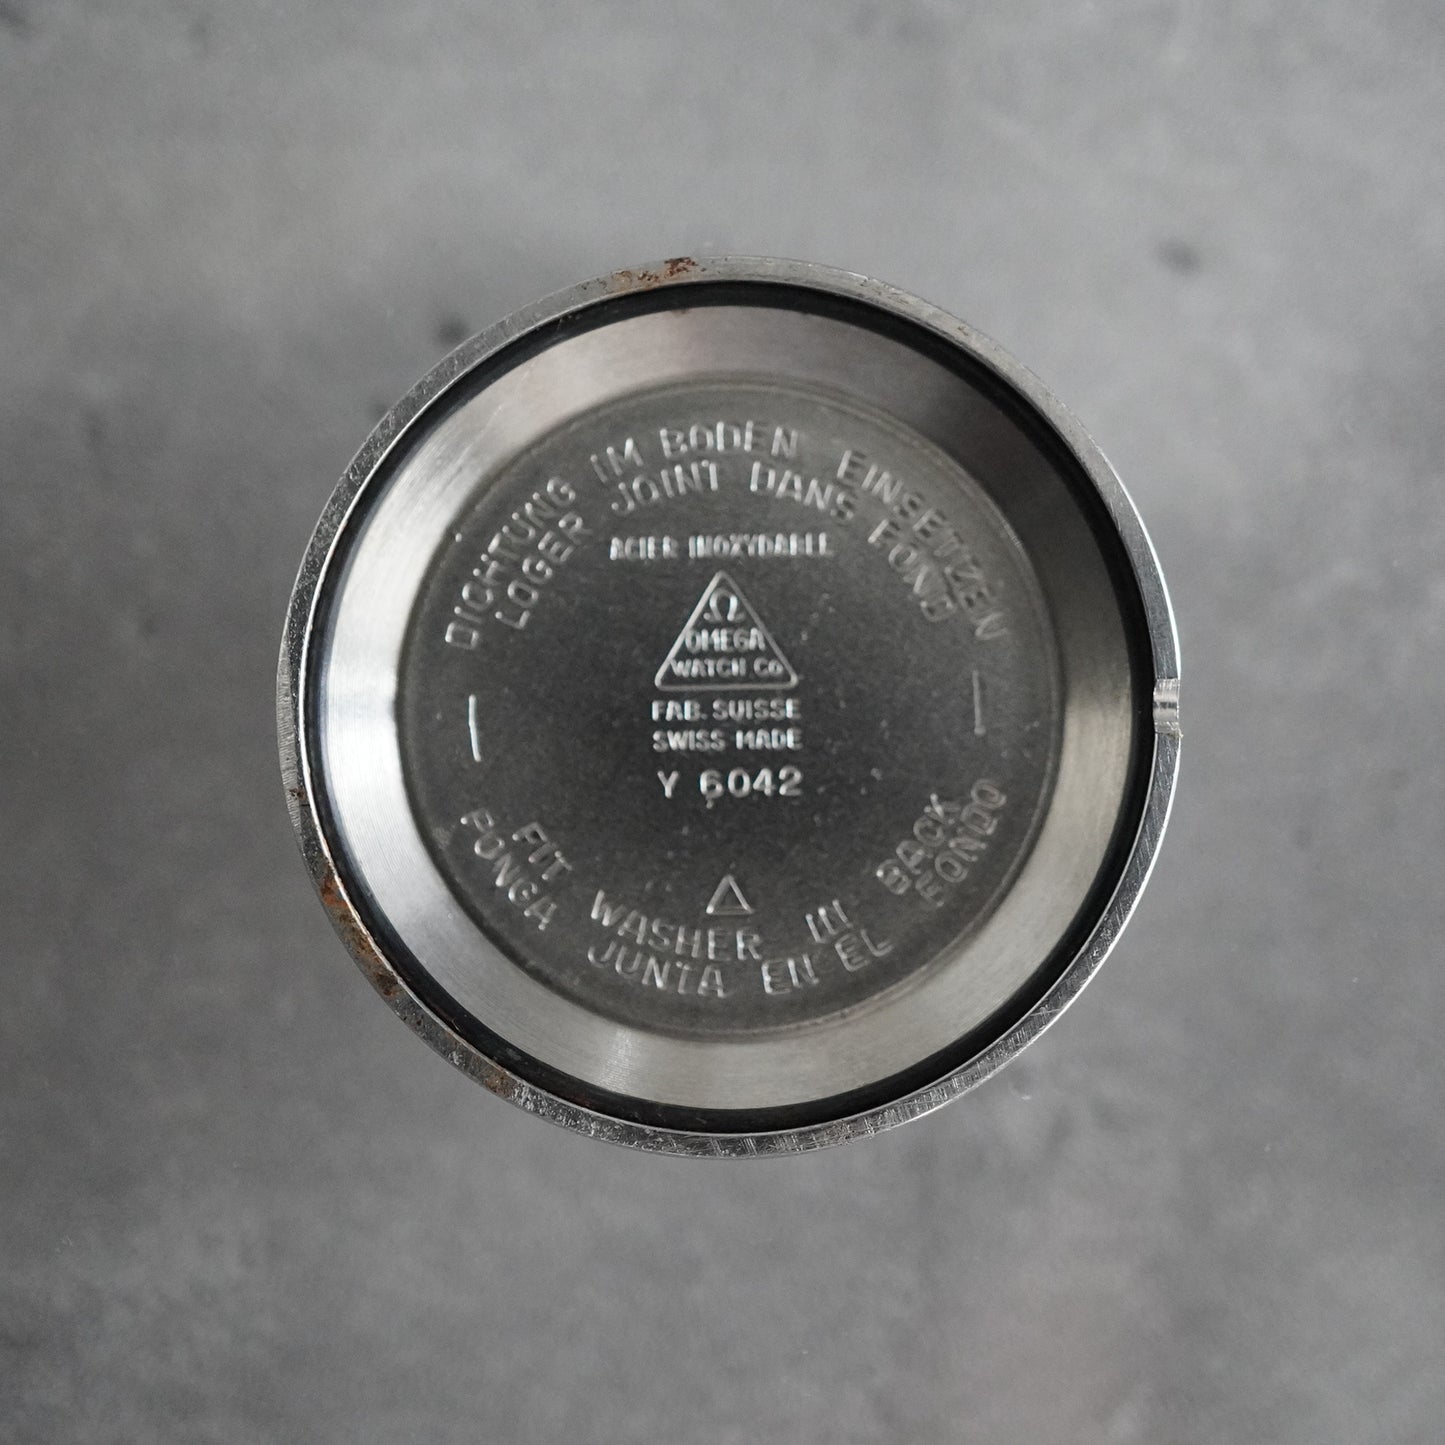 DICHTUNG IM BODEN EINSETZEN
LOGER JOINT DANS FOND
ACIER INOXYDABLE
Ω
OMEGA
WATCH Co
FAB. SUISSE
SWISS MADE
Y 6042
FIT WASHER IN BACK
PONGA JUNTA EN EL FONDO